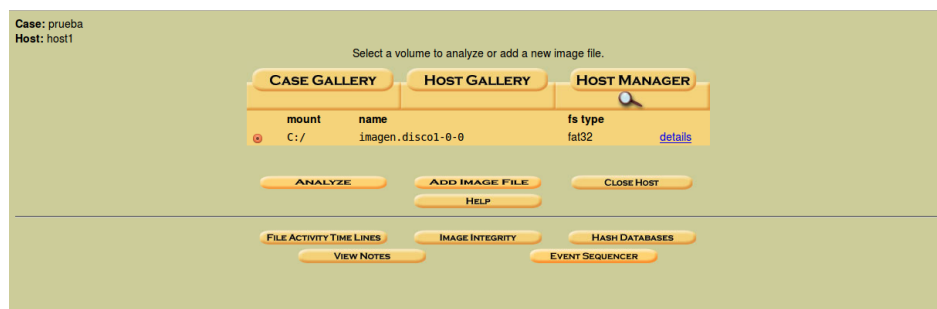 Case: prueba
Host: host1
Select a volume to analyze or add a new image file.
CASE GALLERY HOST GALLERY HOST MANAGER
mount name fs type
C:/ imagen.disco1-0-0 fat32 details
ANALYZE ADD IMAGE FILE CLOSE HOST
HELP
FILE ACTIVITY TIME LINES IMAGE INTEGRITY HASH DATABASES
VIEW NOTES EVENT SEQUENCER